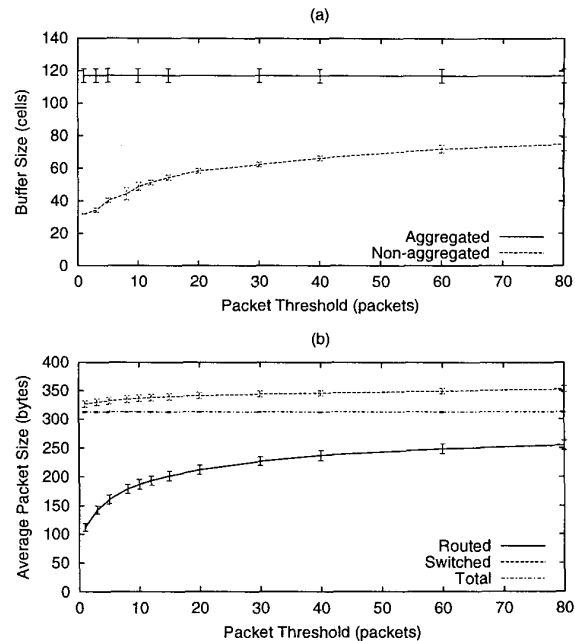 (a)
140
120
100
80
60
40
20
0
Buffer Size (cells)
Aggregated
Non-aggregated
0 10 20 30 40 50 60 70 80
Packet Threshold (packets)
(b)
400
350
300
250
200
150
100
50
0
Average Packet Size (bytes)
Routed
Switched
Total
0 10 20 30 40 50 60 70 80
Packet Threshold (packets)